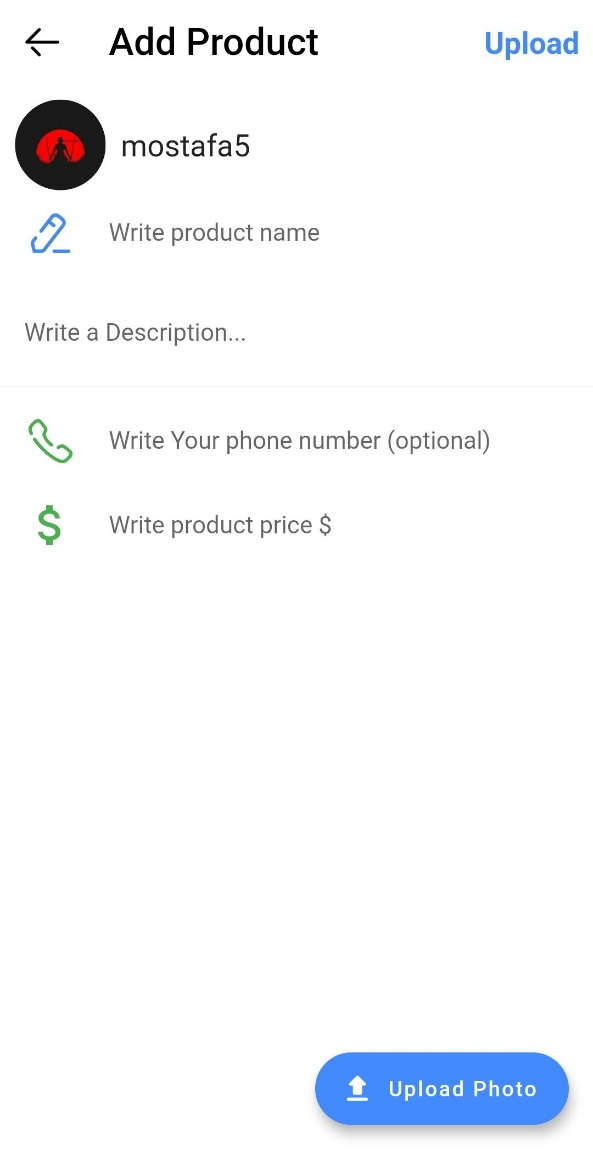 Add Product
Upload
mostafa5
Write product name
Write a Description...
Write Your phone number (optional)
$
Write product price $
Upload Photo